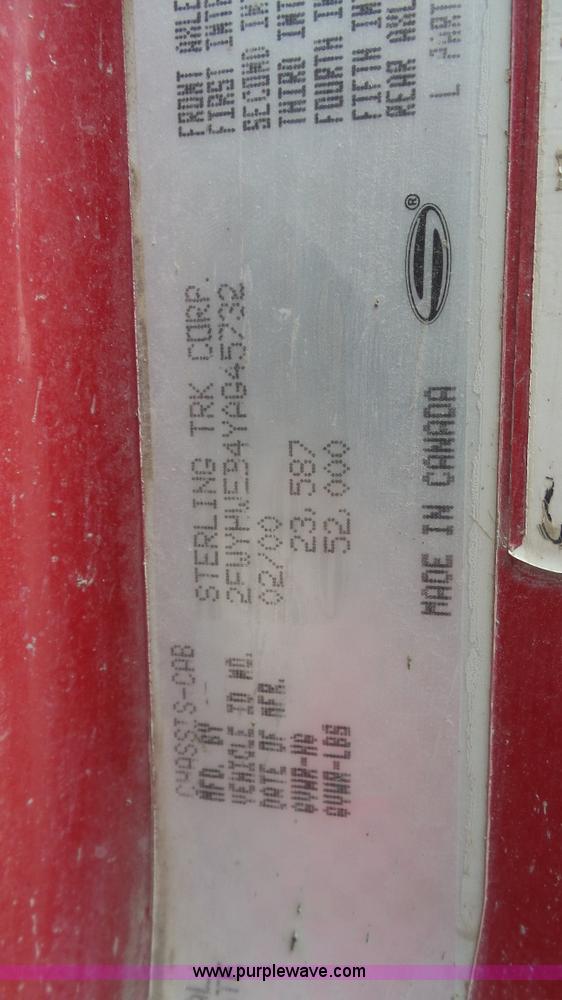 CHASSIS-CAB
MFD. BY STERLING TRK CORP.
VEHICLE ID NO. 2FWYHWEB4YAG45732
DATE OF MFR. 02/00
GVWR-KG 23,587
GVWR-LBS 52,000
MADE IN CANADA
FRONT AXLE
FIRST INT
SECOND INT
THIRD INT
FOURTH INT
FIFTH INT
REAR AXL
S®
www.purplewave.com